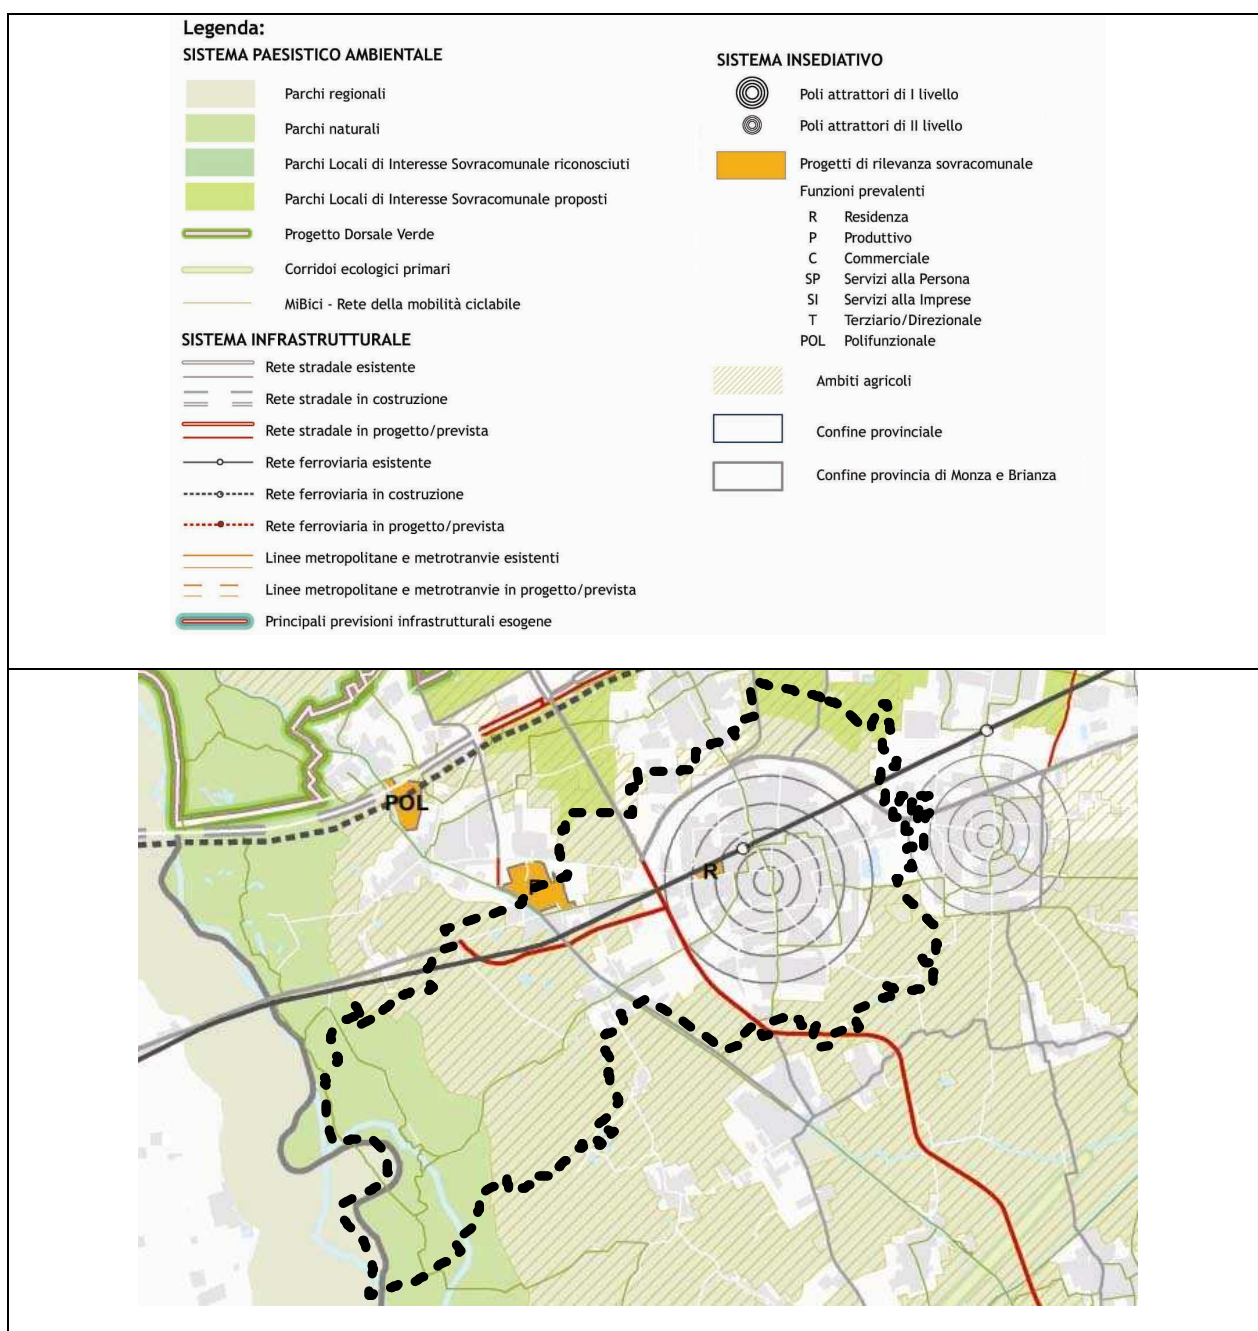 Legenda:
SISTEMA PAESISTICO AMBIENTALE
Parchi regionali
Parchi naturali
Parchi Locali di Interesse Sovracomunale riconosciuti
Parchi Locali di Interesse Sovracomunale proposti
Progetto Dorsale Verde
Corridoi ecologici primari
MiBici - Rete della mobilità ciclabile
SISTEMA INFRASTRUTTURALE
Rete stradale esistente
Rete stradale in costruzione
Rete stradale in progetto/prevista
Rete ferroviaria esistente
Rete ferroviaria in costruzione
Rete ferroviaria in progetto/prevista
Linee metropolitane e metrotranvie esistenti
Linee metropolitane e metrotranvie in progetto/prevista
Principali previsioni infrastrutturali esogene
SISTEMA INSEDIATIVO
Poli attrattori di I livello
Poli attrattori di II livello
Progetti di rilevanza sovracomunale
Funzioni prevalenti
R Residenza
P Produttivo
C Commerciale
SP Servizi alla Persona
SI Servizi alla Imprese
T Terziario/Direzionale
POL Polifunzionale
Ambiti agricoli
Confine provinciale
Confine provincia di Monza e Brianza
POL
R
P